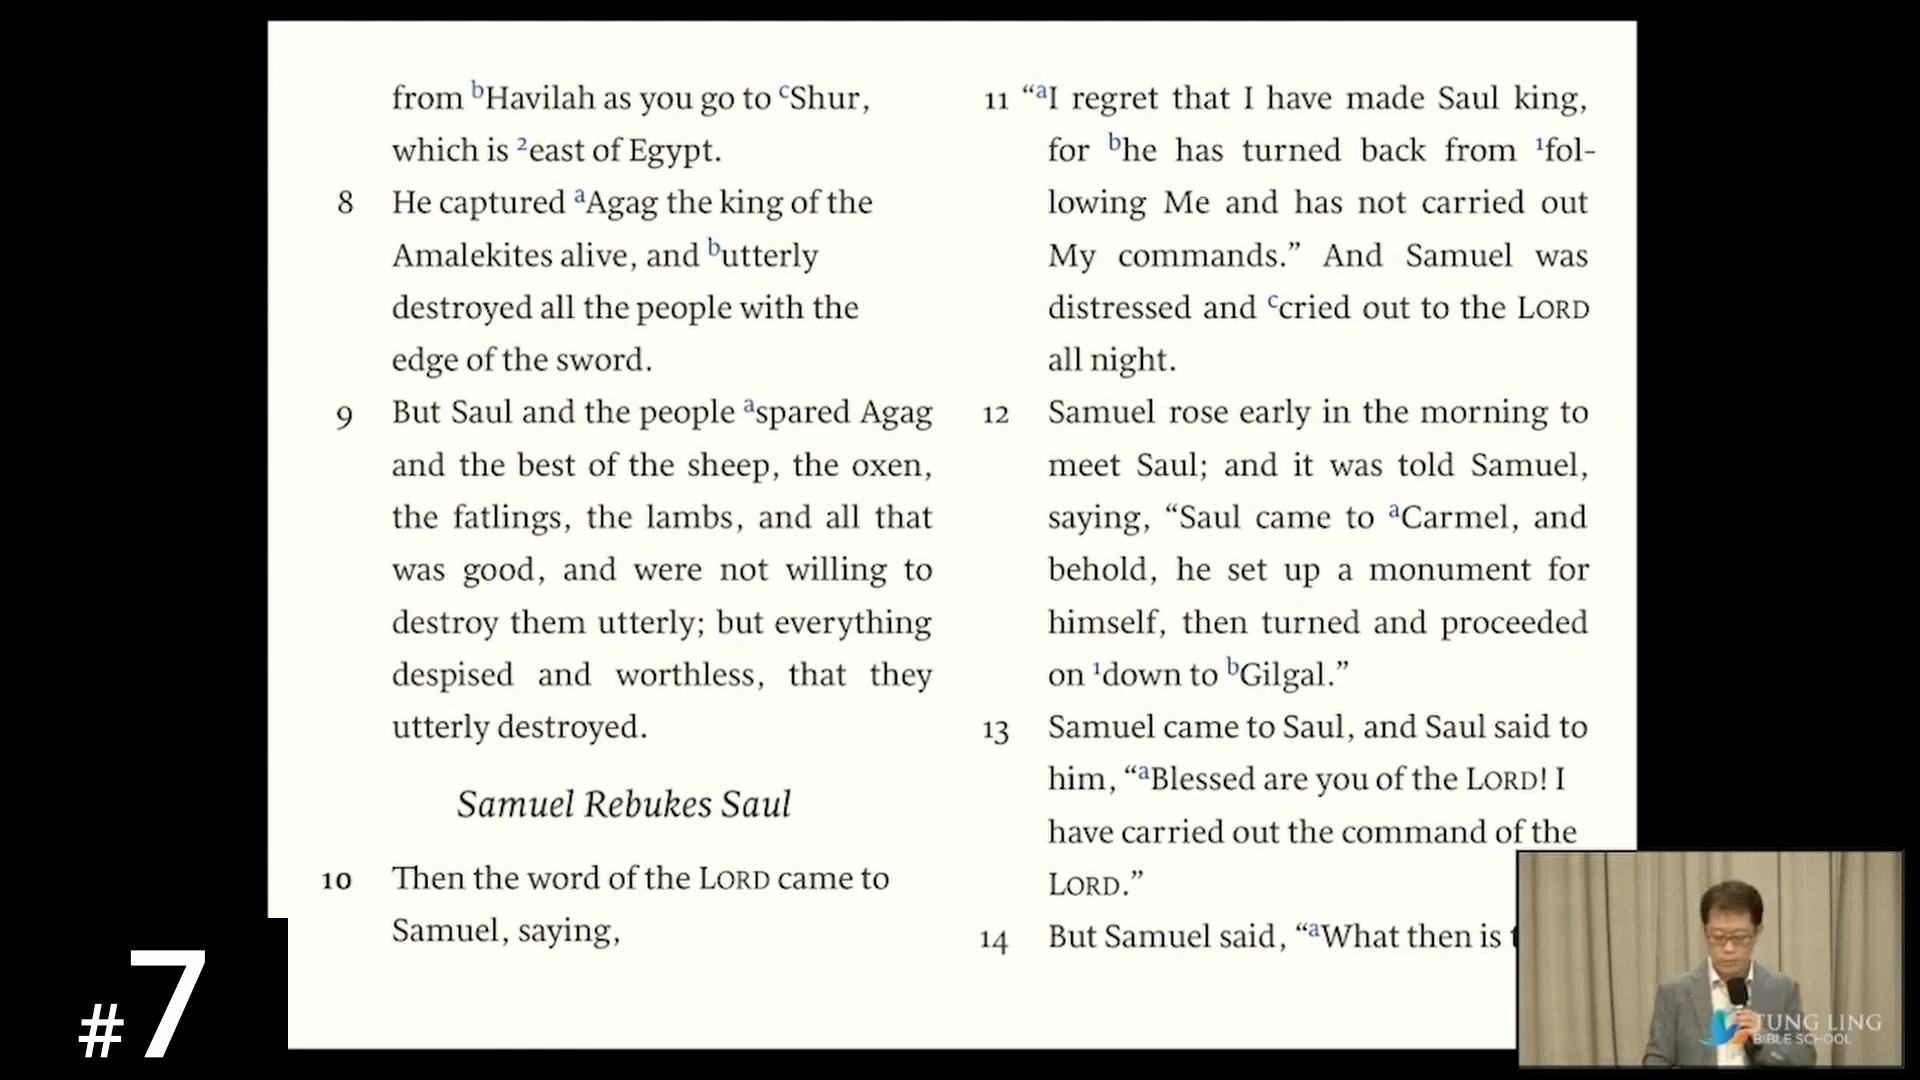 from bHavilah as you go to cShur,
which is 2east of Egypt.
8 He captured aAgag the king of the
Amalekites alive, and butterly
destroyed all the people with the
edge of the sword.
9 But Saul and the people aspared Agag
and the best of the sheep, the oxen,
the fatlings, the lambs, and all that
was good, and were not willing to
destroy them utterly; but everything
despised and worthless, that they
utterly destroyed.
Samuel Rebukes Saul
10 Then the word of the LORD came to
Samuel, saying,
11 “aI regret that I have made Saul king,
for bhe has turned back from 1fol-
lowing Me and has not carried out
My commands.” And Samuel was
distressed and ccried out to the LORD
all night.
12 Samuel rose early in the morning to
meet Saul; and it was told Samuel,
saying, “Saul came to aCarmel, and
behold, he set up a monument for
himself, then turned and proceeded
on 1down to bGilgal.”
13 Samuel came to Saul, and Saul said to
him, “aBlessed are you of the LORD! I
have carried out the command of the
LORD.”
14 But Samuel said, “aWhat then is
#7
TUNG LING
BIBLE SCHOOL